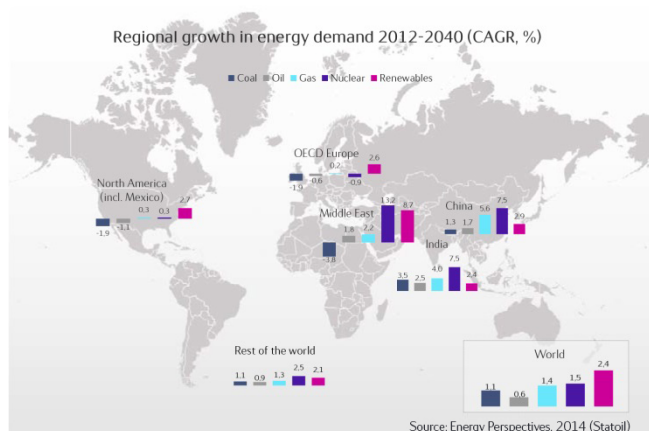 Regional growth in energy demand 2012-2040 (CAGR, %)
Coal Oil Gas Nuclear Renewables
OECD Europe
-1.9 -0.6 0.2 -0.9 2.6
North America
(incl. Mexico)
-1.9 -1.1 0.3 0.3 2.7
Middle East
1.8 2.2 13.2 8.7
China
1.3 1.7 5.6 7.5 2.9
India
3.5 2.5 4.0 7.5 2.4
Rest of the world
1.1 0.9 1.3 2.5 2.1
World
1.1 0.6 1.4 1.5 2.4
Source: Energy Perspectives, 2014 (Statoil)